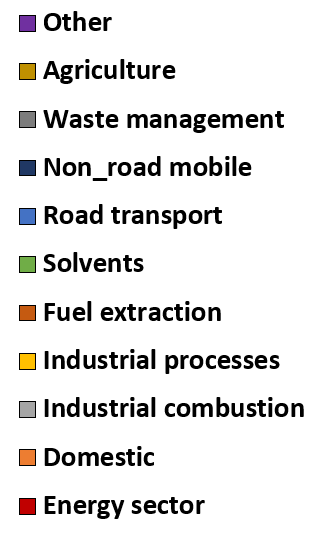 Other
Agriculture
Waste management
Non_road mobile
Road transport
Solvents
Fuel extraction
Industrial processes
Industrial combustion
Domestic
Energy sector